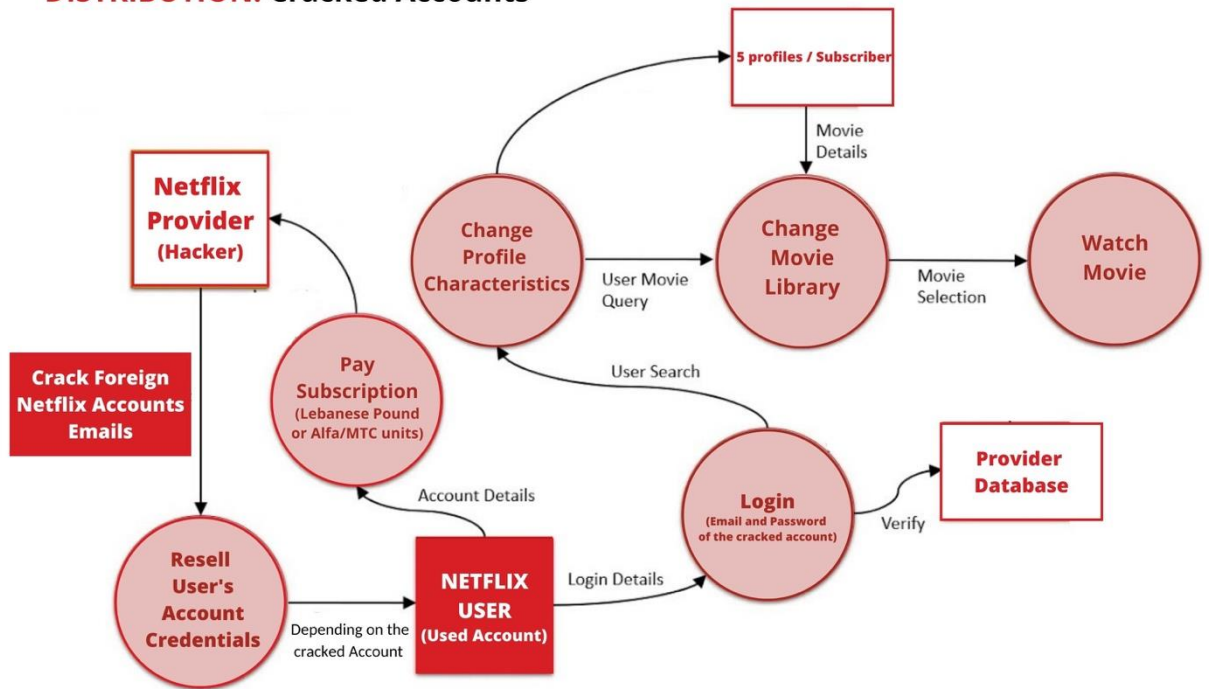 DISTRIBUTION: Cracked Accounts
5 profiles / Subscriber
Movie
Details
Netflix
Provider
(Hacker)
Change
Profile
Characteristics
User Movie
Query
Change
Movie
Library
Movie
Selection
Watch
Movie
Crack Foreign
Netflix Accounts
Emails
Pay
Subscription
(Lebanese Pound
or Alfa/MTC units)
User Search
Account Details
Login
(Email and Password
of the cracked account)
Verify
Provider
Database
Resell
User's
Account
Credentials
Depending on the
cracked Account
NETFLIX
USER
(Used Account)
Login Details